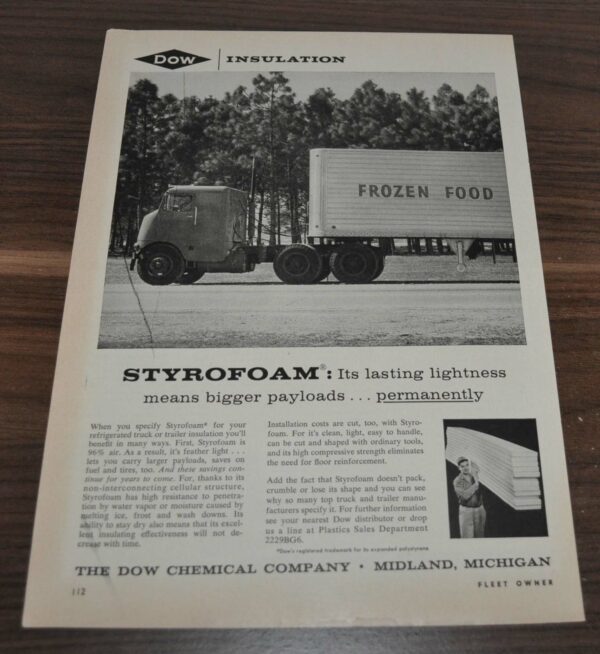 Dow INSULATION
FROZEN FOOD
STYROFOAM®: Its lasting lightness
means bigger payloads... permanently
When you specify Styrofoam* for your
refrigerated truck or trailer insulation you'll
benefit in many ways. First, Styrofoam is
96% air. As a result, it's feather light . . .
lets you carry larger payloads, saves on
fuel and tires, too. And these savings con-
tinue for years to come. For, thanks to its
non-interconnecting cellular structure,
Styrofoam has high resistance to penetra-
tion by water vapor or moisture caused by
melting ice, frost and wash downs. Its
ability to stay dry also means that its excel-
lent insulating effectiveness will not de-
crease with time.
Installation costs are cut, too, with Styro-
foam. For it's clean, light, easy to handle,
can be cut and shaped with ordinary tools,
and its high compressive strength eliminates
the need for floor reinforcement.
Add the fact that Styrofoam doesn't pack,
crumble or lose its shape and you can see
why so many top truck and trailer manu-
facturers specify it. For further information
see your nearest Dow distributor or drop
us a line at Plastics Sales Department
2229BG6.
*Dow's registered trademark for its expanded polystyrene
THE DOW CHEMICAL COMPANY • MIDLAND, MICHIGAN
112
FLEET OWNER